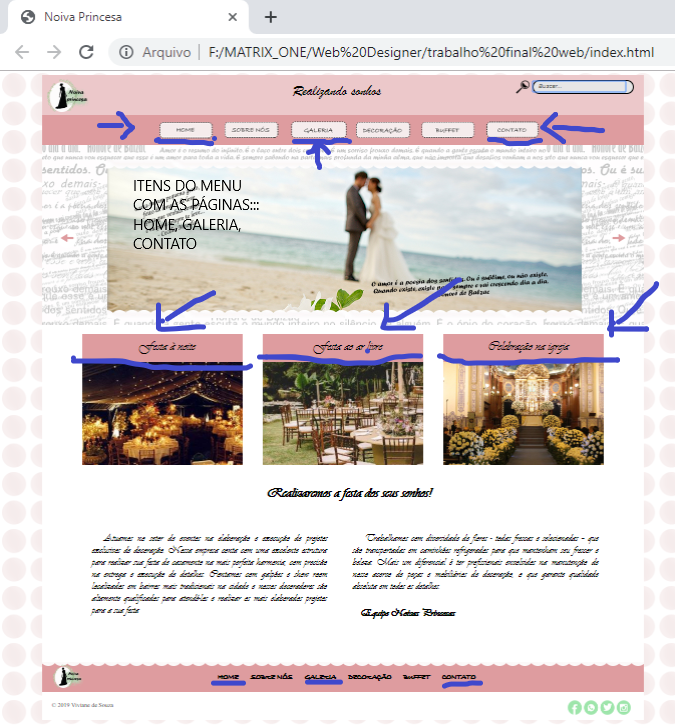 Noiva Princesa
Arquivo | F:/MATRIX_ONE/Web%20Designer/trabalho%20final%20web/index.html
Noiva
princesa
Realizando sonhos
Buscar...
HOME
SOBRE NÓS
GALERIA
DECORAÇÃO
BUFFET
CONTATO
ITENS DO MENU
COM AS PÁGINAS:::
HOME, GALERIA,
CONTATO
O amor é a poesia dos sentidos. Ou é sublime, ou não existe.
Quando existe, existe para sempre e vai crescendo dia a dia.
Honoré de Balzac
Festa à noite
Festa ao ar livre
Celebração na igreja
Realizaremos a festa dos seus sonhos!
Atuamos no setor de eventos na elaboração e execução de projetos
exclusivos de decoração. Nossa empresa conta com uma excelente estrutura
para realizar sua festa de casamento na mais perfeita harmonia, com precisão
na entrega e execução de detalhes. Contamos com galpões e show room
localizados em bairros mais tradicionais na cidade e nossos decoradores são
altamente qualificados para atendê-los e realizar os mais elaborados projetos
para a sua festa.
Trabalhamos com diversidade de flores - todas frescas e selecionadas - que
são transportadas em caminhões refrigerados para que mantenham seu frescor e
beleza. Mais um diferencial é ter profissionais envolvidos na manutenção de
nosso acervo de peças e mobiliários de decoração, o que garante qualidade
absoluta em todos os detalhes.
Equipe Noivas Princesas
Noiva
princesa
HOME
SOBRE NÓS
GALERIA
DECORAÇÃO
BUFFET
CONTATO
© 2019 Viviane de Souza